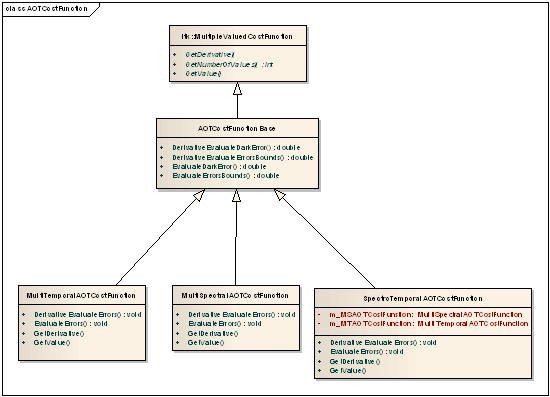 class AOTCostFunction
itk::MultipleValuedCostFunction
+ GetDerivative()
+ GetNumberOfValues() : int
+ GetValue()
AOTCostFunctionBase
+ DerivativeEvaluateDarkError() : double
+ DerivativeEvaluateErrorsBounds() : double
+ EvaluateDarkError() : double
+ EvaluateErrorsBounds() : double
MultiTemporalAOTCostFunction
+ DerivativeEvaluateErrors() : void
+ EvaluateErrors() : void
+ GetDerivative()
+ GetValue()
MultiSpectralAOTCostFunction
+ DerivativeEvaluateErrors() : void
+ EvaluateErrors() : void
+ GetDerivative()
+ GetValue()
SpectroTemporalAOTCostFunction
- m_MSAOTCostFunction: MultiSpectralAOTCostFunction
- m_MTAOTCostFunction: MultiTemporalAOTCostFunction
+ DerivativeEvaluateErrors() : void
+ EvaluateErrors() : void
+ GetDerivative()
+ GetValue()